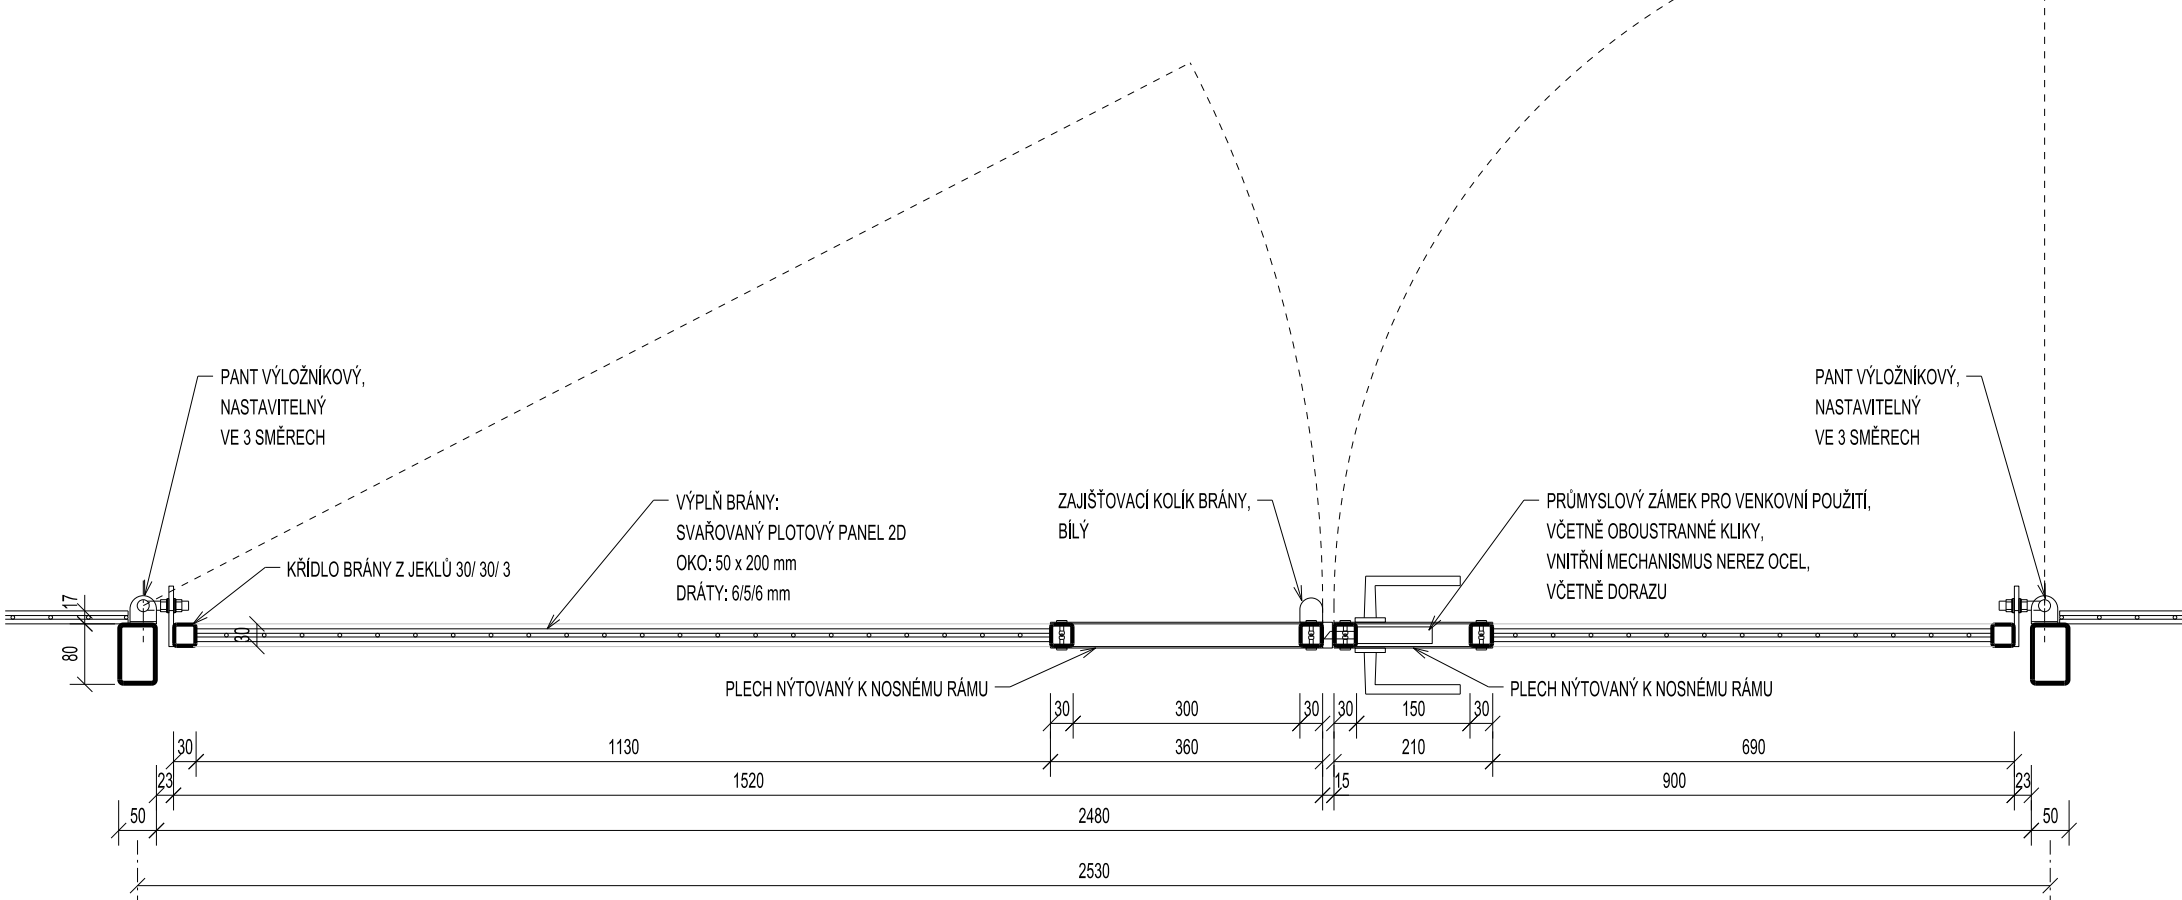 PANT VÝLOŽNÍKOVÝ,
NASTAVITELNÝ
VE 3 SMĚRECH
PANT VÝLOŽNÍKOVÝ,
NASTAVITELNÝ
VE 3 SMĚRECH
VÝPLŇ BRÁNY:
SVAŘOVANÝ PLOTOVÝ PANEL 2D
OKO: 50 x 200 mm
DRÁTY: 6/5/6 mm
ZAJIŠŤOVACÍ KOLÍK BRÁNY,
BÍLÝ
PRŮMYSLOVÝ ZÁMEK PRO VENKOVNÍ POUŽITÍ,
VČETNĚ OBOUSTRANNÉ KLIKY,
VNITŘNÍ MECHANISMUS NEREZ OCEL,
VČETNĚ DORAZU
KŘÍDLO BRÁNY Z JEKLŮ 30/ 30/ 3
17
80
30
PLECH NÝTOVANÝ K NOSNÉMU RÁMU
PLECH NÝTOVANÝ K NOSNÉMU RÁMU
30 300 30 30 150 30
30 1130 360 210 690
23 1520 15 900 23
50 2480 50
2530